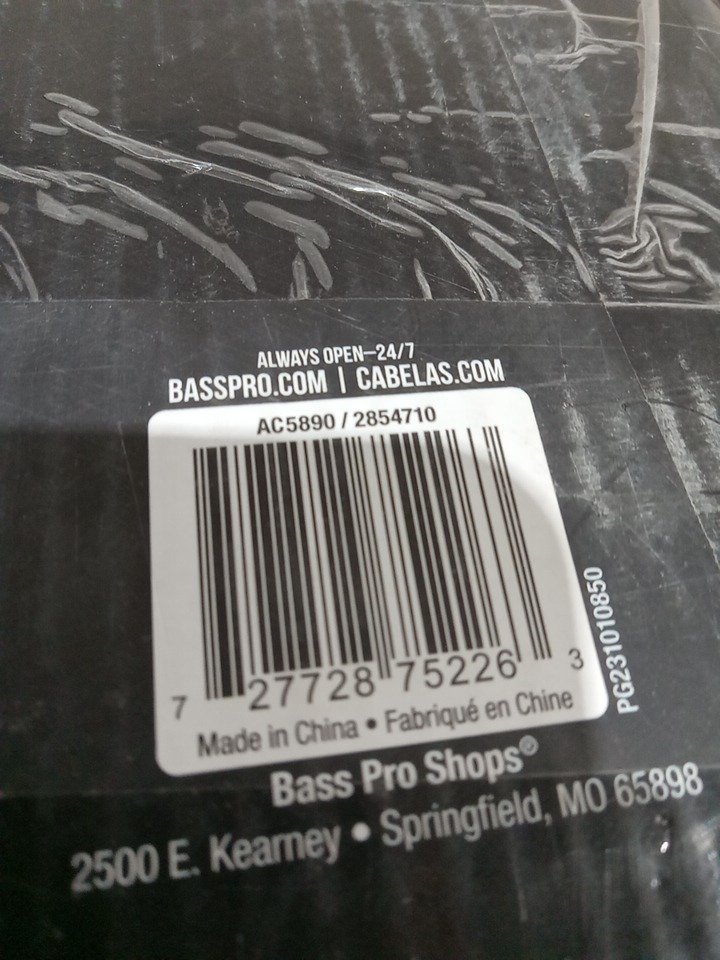 ALWAYS OPEN–24/7
BASSPRO.COM | CABELAS.COM
AC5890 / 2854710
7 27728 75226 3
Made in China • Fabriqué en Chine
PG231010850
Bass Pro Shops®
2500 E. Kearney • Springfield, MO 65898